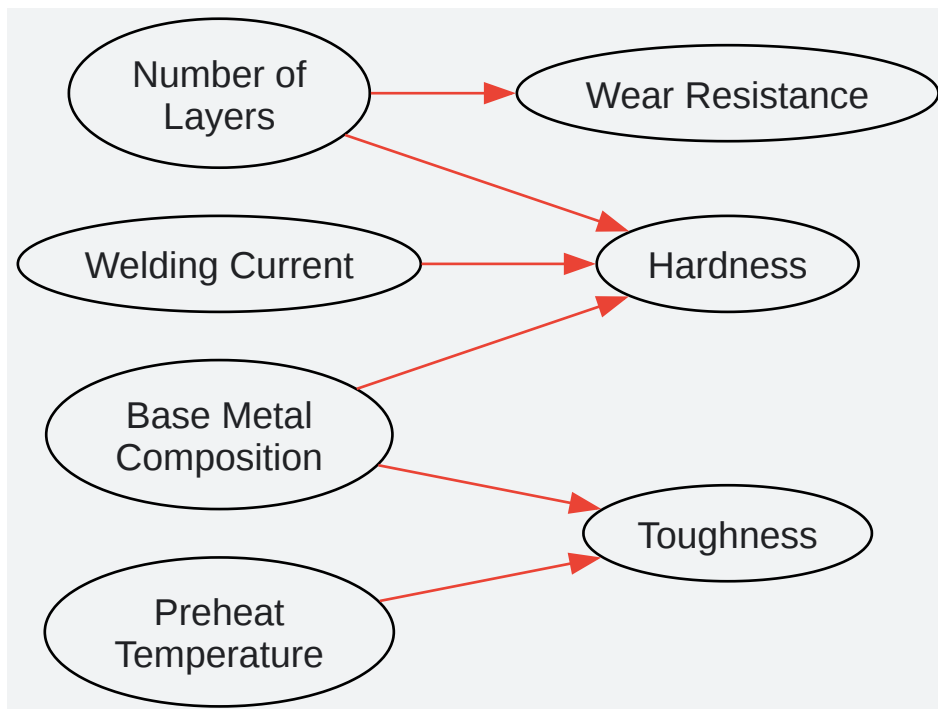 Number of
Layers
Wear Resistance
Welding Current
Hardness
Base Metal
Composition
Toughness
Preheat
Temperature